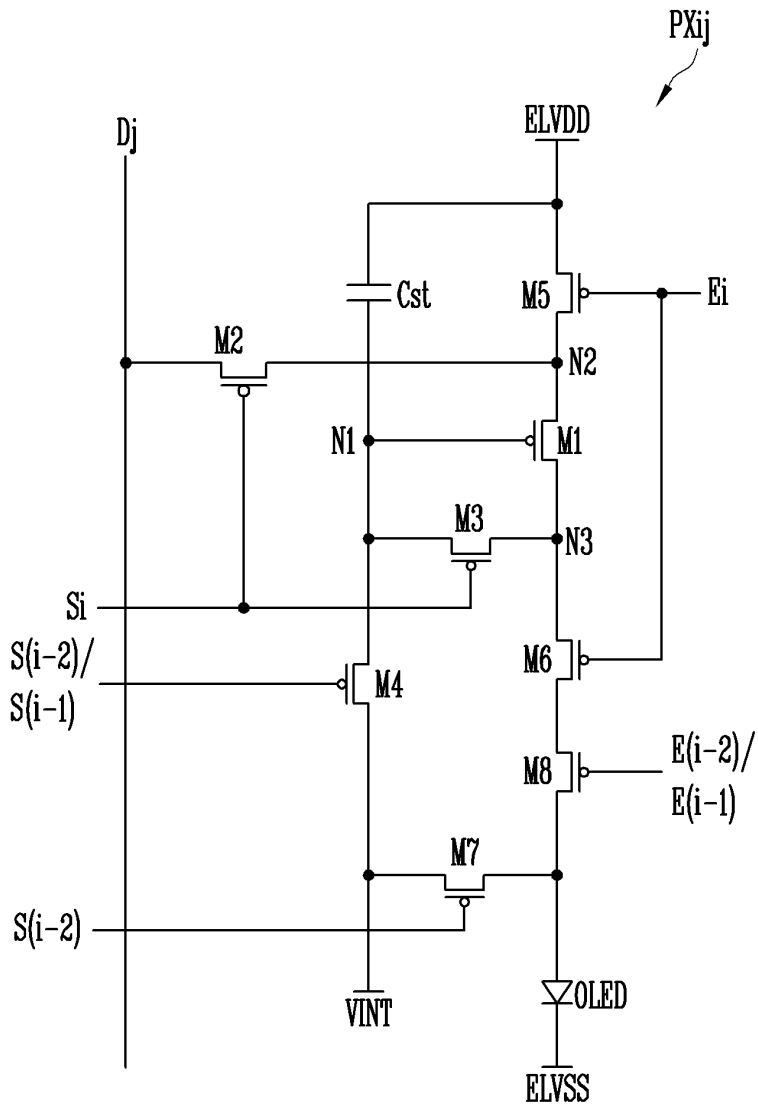 PXij
ELVDD
Dj
Cst
M5
Ei
M2
N2
N1
M1
M3
N3
Si
S(i-2)/
S(i-1)
M4
M6
M8
E(i-2)/
E(i-1)
M7
S(i-2)
VINT
OLED
ELVSS